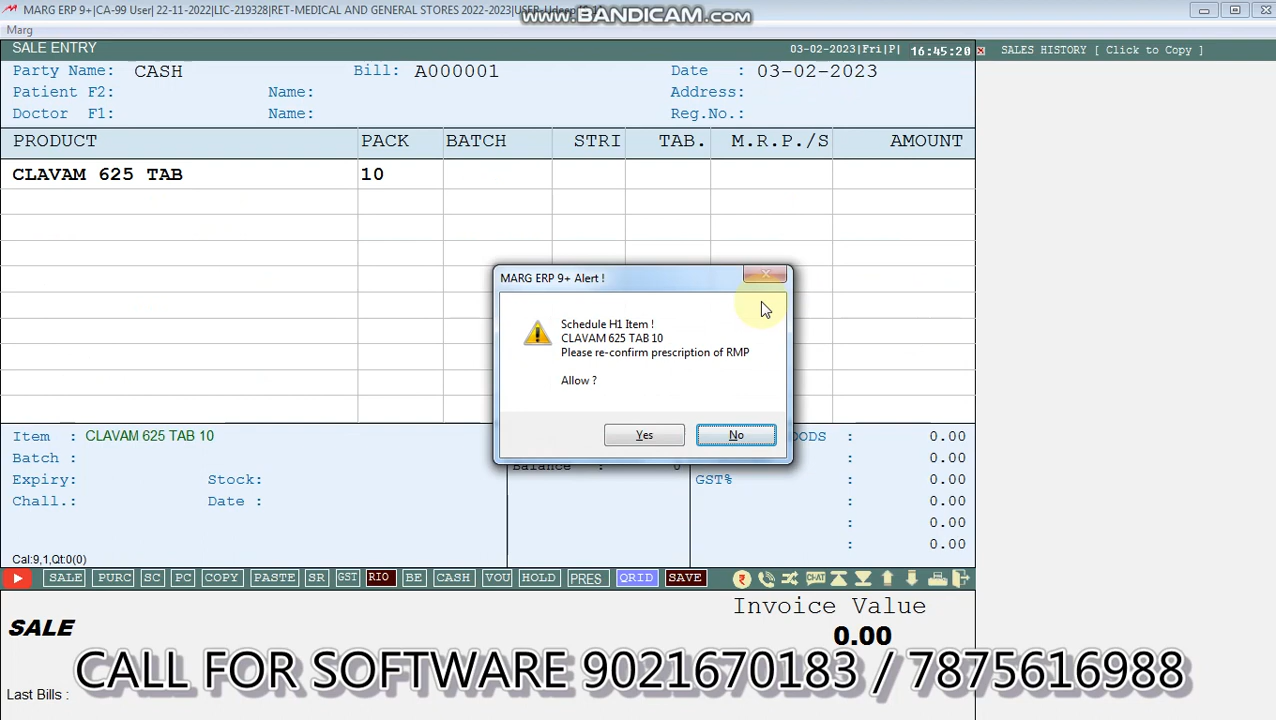 MARG ERP 9+|CA-99 User| 22-11-2022|LIC-219328|RET-MEDICAL AND GENERAL STORES 2022-2023|USER-
www.BANDICAM.com
Marg
SALE ENTRY 03-02-2023|Fri|P| 16:45:20 SALES HISTORY [ Click to Copy ]
Party Name: CASH Bill: A000001 Date : 03-02-2023
Patient F2: Name: Address:
Doctor F1: Name: Reg.No.:
PRODUCT PACK BATCH STRI TAB. M.R.P./S AMOUNT
CLAVAM 625 TAB 10
MARG ERP 9+ Alert !
Schedule H1 Item !
CLAVAM 625 TAB 10
Please re-confirm prescription of RMP
Allow ?
Yes No
Item : CLAVAM 625 TAB 10 OODS : 0.00
Batch : Balance : 0 : 0.00
Expiry: Stock: GST% : 0.00
Chall.: Date : : 0.00
: 0.00
: 0.00
Cal:9,1,Qt:0(0)
SALE PURC SC PC COPY PASTE SR GST RIO BE CASH VOU HOLD PRES QRID SAVE ₹ CHAT
Invoice Value
SALE 0.00
CALL FOR SOFTWARE 9021670183 / 7875616988
Last Bills :